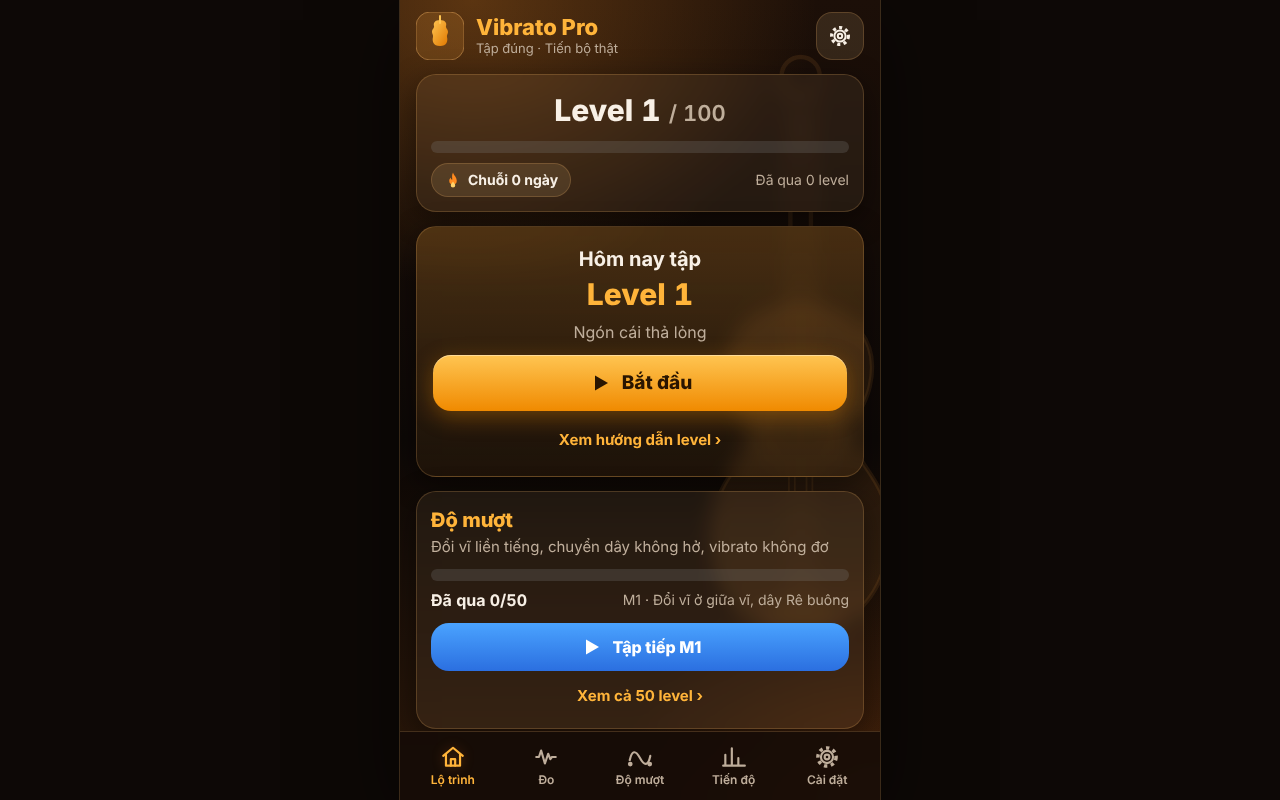 Vibrato Pro
Tập đúng · Tiến bộ thật
Level 1 / 100
Chuỗi 0 ngày
Đã qua 0 level
Hôm nay tập
Level 1
Ngón cái thả lỏng
Bắt đầu
Xem hướng dẫn level ›
Độ mượt
Đổi vĩ liền tiếng, chuyển dây không hở, vibrato không đơ
Đã qua 0/50
M1 · Đổi vĩ ở giữa vĩ, dây Rê buông
Tập tiếp M1
Xem cả 50 level ›
Lộ trình
Đo
Độ mượt
Tiến độ
Cài đặt